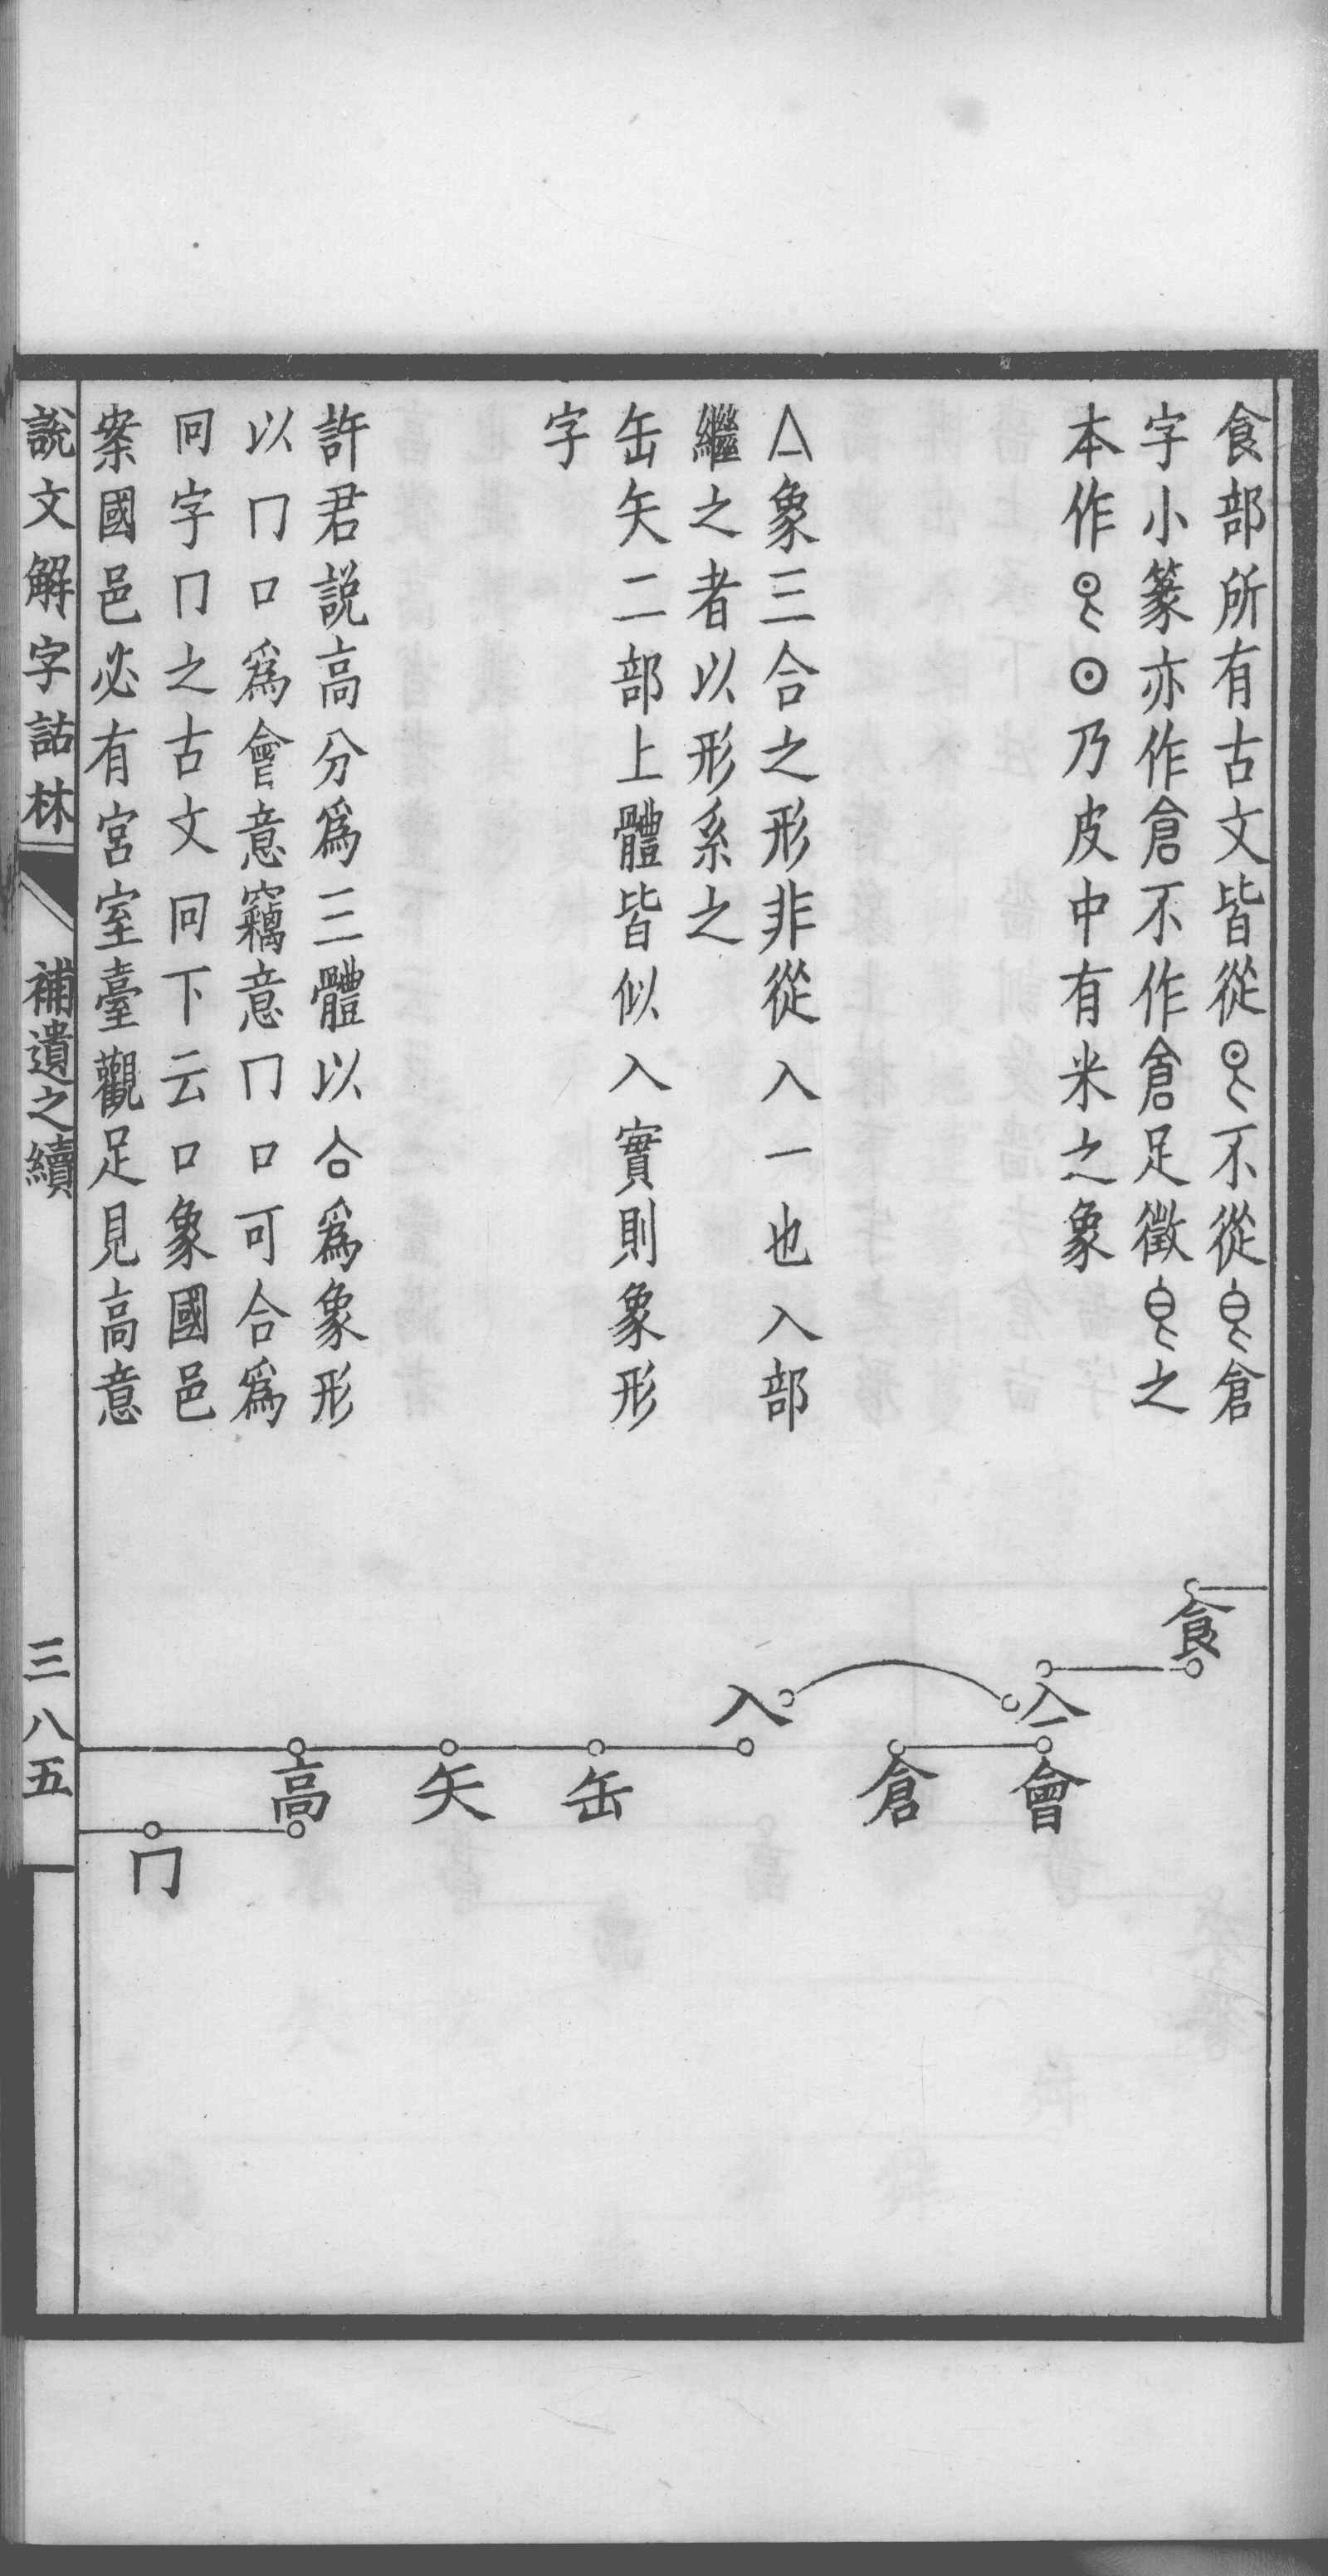 食部所有古文皆從不從倉
字小篆亦作倉不作倉足徵之
本作⊙乃皮中有米之象
亼象三合之形非從入一也入部
繼之者以形系之
缶矢二部上體皆似入實則象形
字
許君説高分爲三體以合爲象形
以冂口爲會意竊意冂口可合爲
冋字冂之古文冋下云口象國邑
案國邑必有宮室臺觀足見高意
食
亼
會
倉
入
缶
矢
高
冂
說文解字詁林
補遺之續
三八五